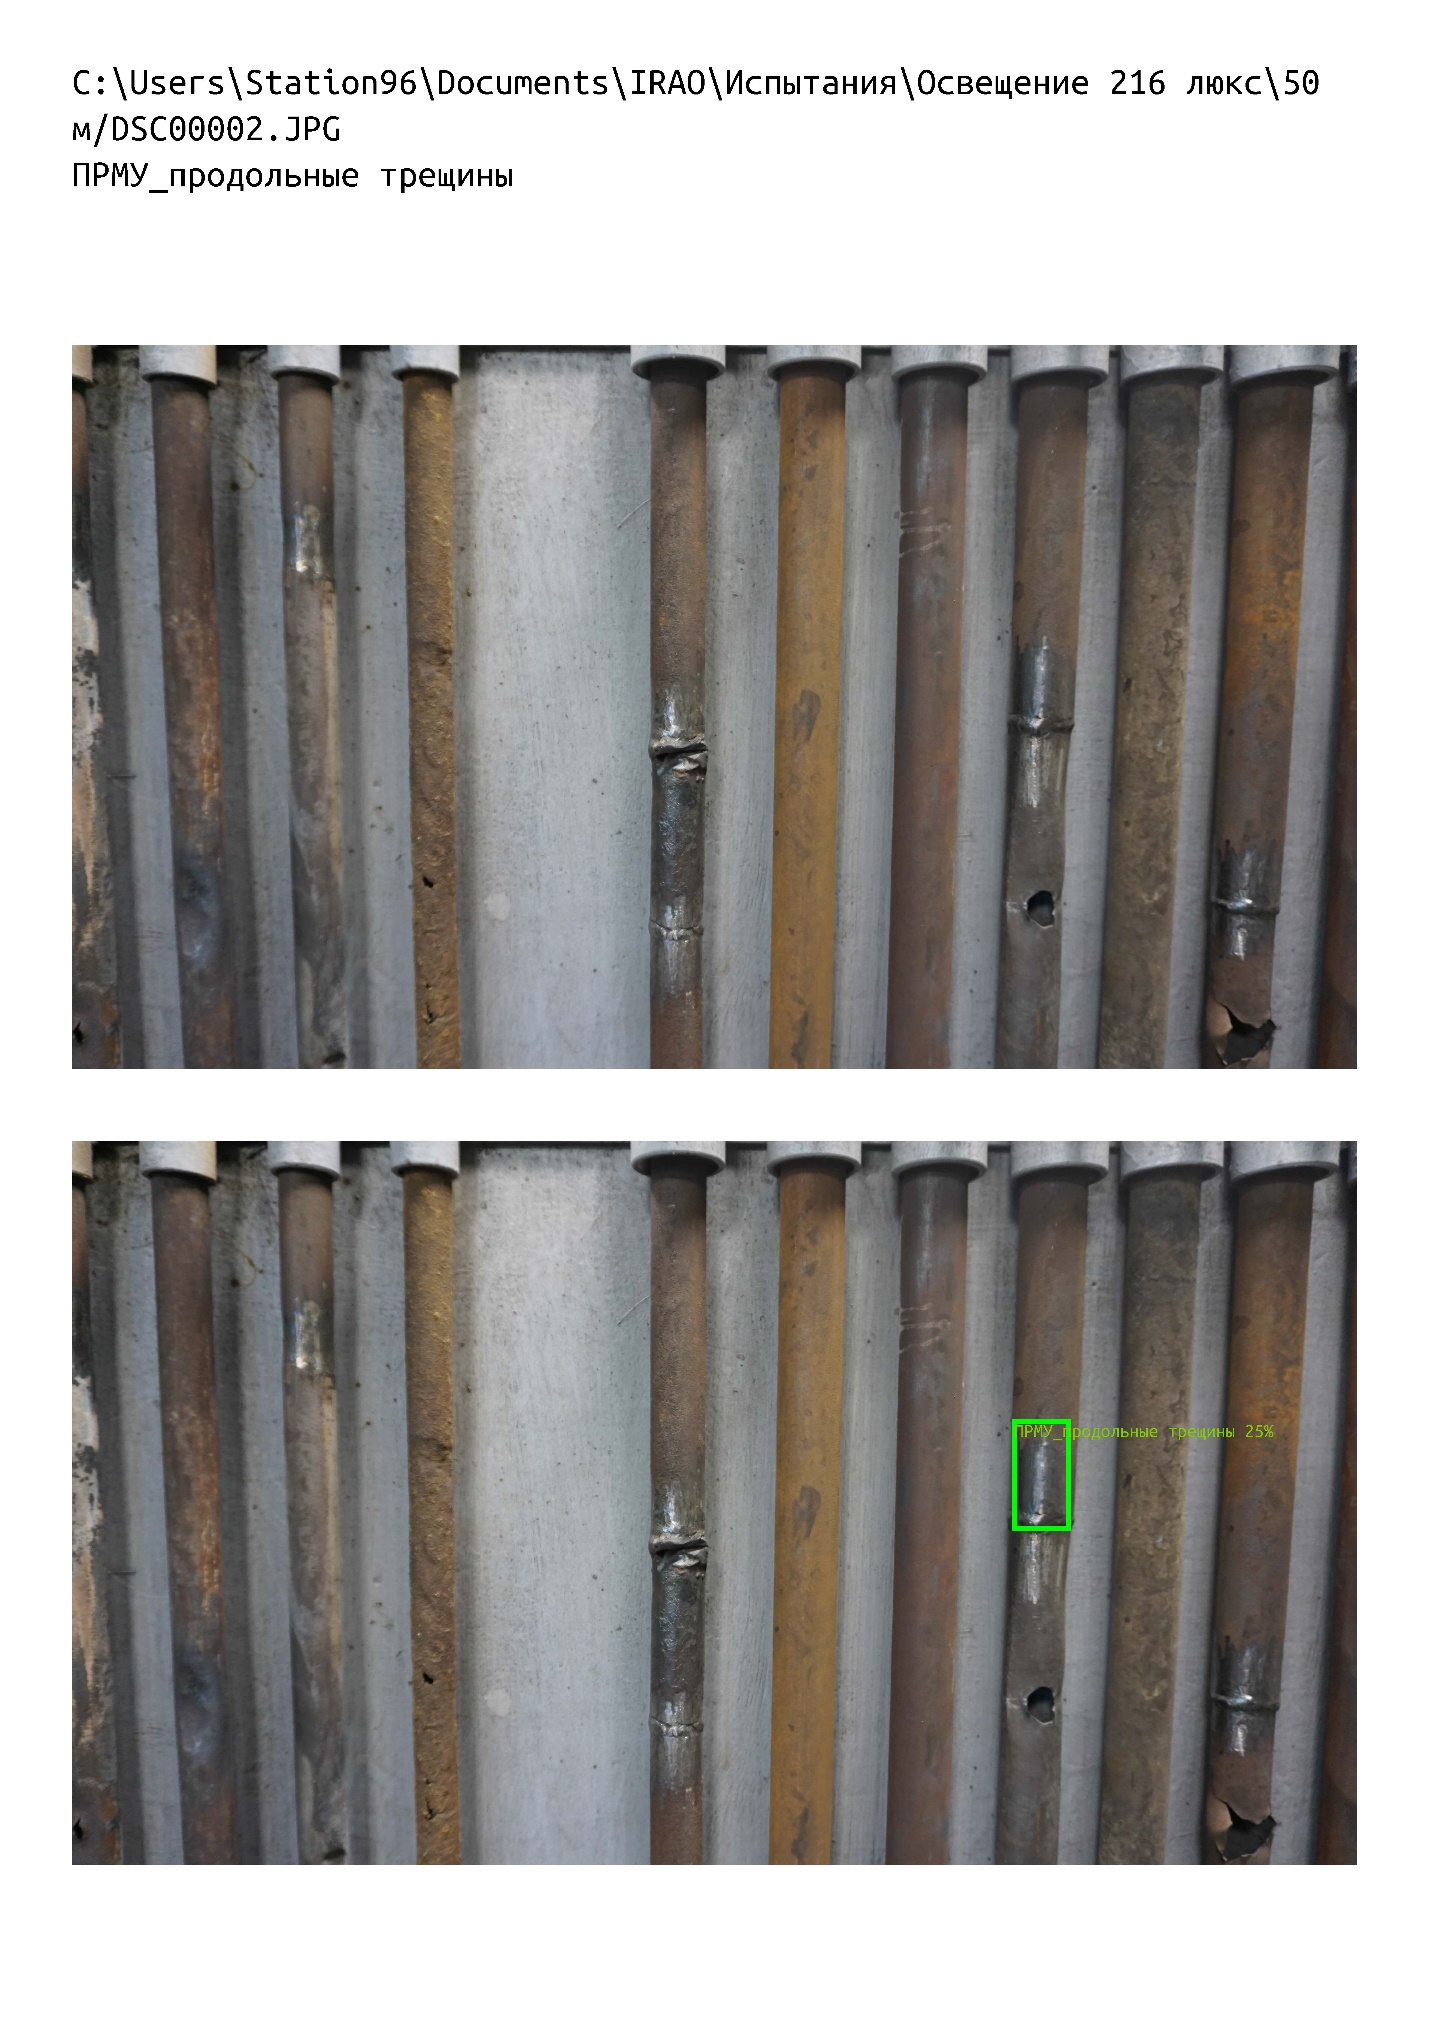 C:\Users\Station96\Documents\IRAO\Испытания\Освещение 216 люкс\50
м/DSC00002.JPG
ПРМУ_продольные трещины
ПРМУ_продольные трещины 25%